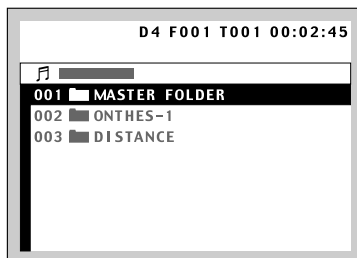 D4 F001 T001 00:02:45
001 MASTER FOLDER
002 ONTHES-1
003 DISTANCE